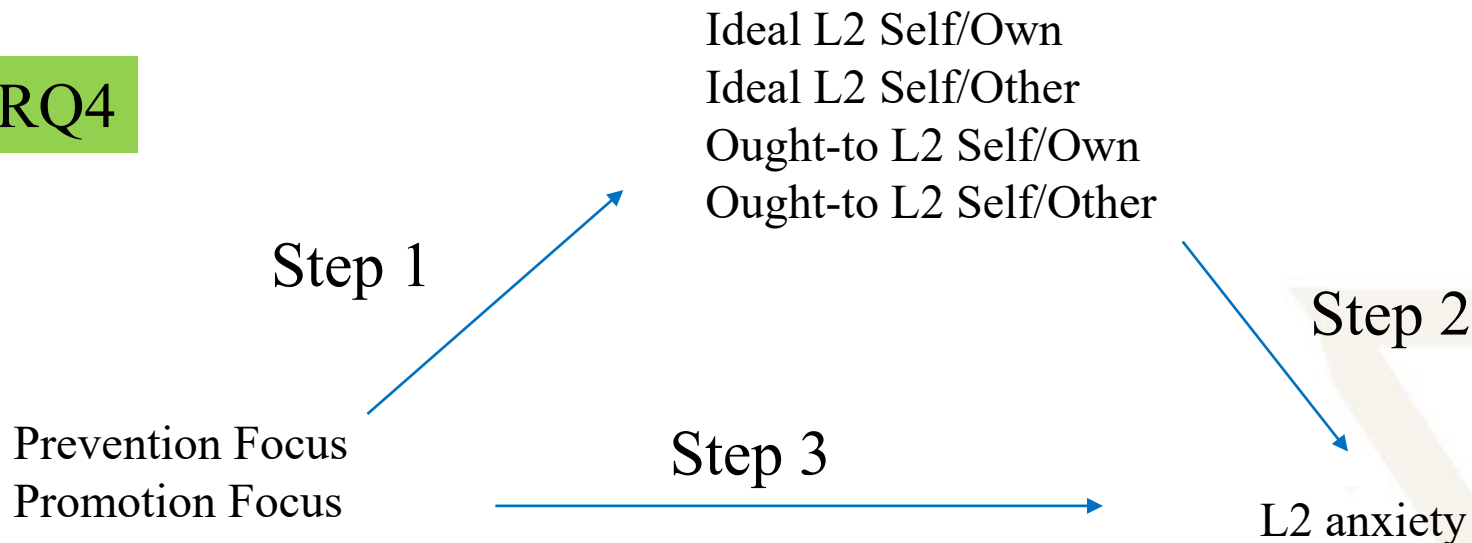 Ideal L2 Self/Own
Ideal L2 Self/Other
RQ4
Ought-to L2 Self/Own
Ought-to L2 Self/Other
Step 1
Step 2
Prevention Focus
Step 3
Promotion Focus
L2 anxiety